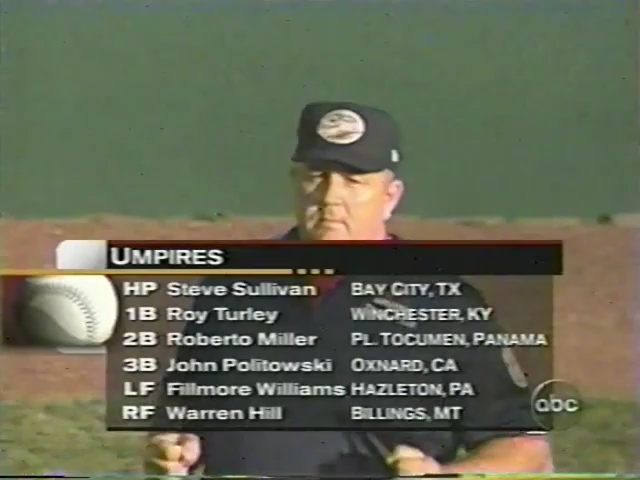 UMPIRES
HP Steve Sullivan BAY CITY, TX
1B Roy Turley WINCHESTER, KY
2B Roberto Miller PL. TOCUMEN, PANAMA
3B John Politowski OXNARD, CA
LF Fillmore Williams HAZLETON, PA
RF Warren Hill BILLINGS, MT
abc